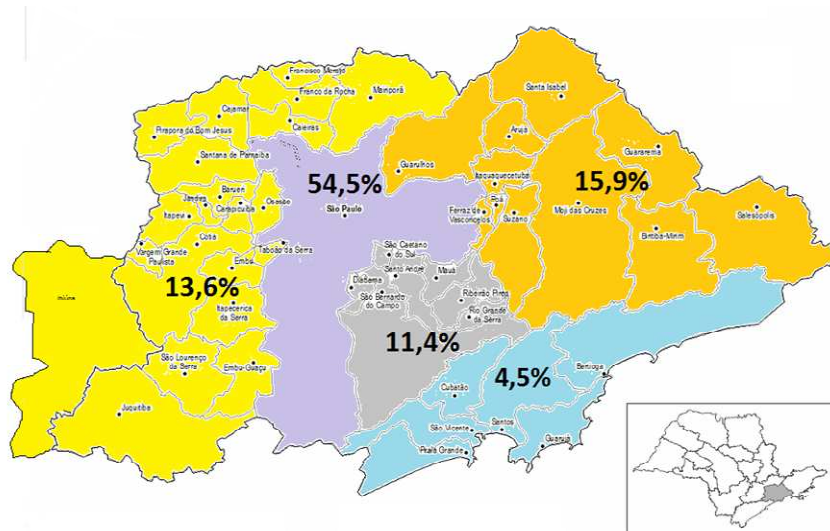 Francisco Morato
Franco da Rocha
Mairiporã
Cajamar
Caieiras
Pirapora do Bom Jesus
Santana de Parnaíba
Santa Isabel
Arujá
Guarulhos
Guararema
Itaquaquecetuba
54,5%
15,9%
São Paulo
Barueri
Jandira
Carapicuíba
Osasco
Itapevi
Poá
Ferraz de
Vasconcelos
Suzano
Moji das Cruzes
Salesópolis
Biritiba-Mirim
Cotia
Vargem Grande
Paulista
Embu
Taboão da Serra
13,6%
Itapecerica
da Serra
São Caetano
do Sul
Santo André
Mauá
Diadema
São Bernardo
do Campo
Ribeirão Pires
Rio Grande
da Serra
11,4%
4,5%
São Lourenço
da Serra
Embu-Guaçu
Juquitiba
Bertioga
Cubatão
São Vicente
Santos
Guarujá
Praia Grande